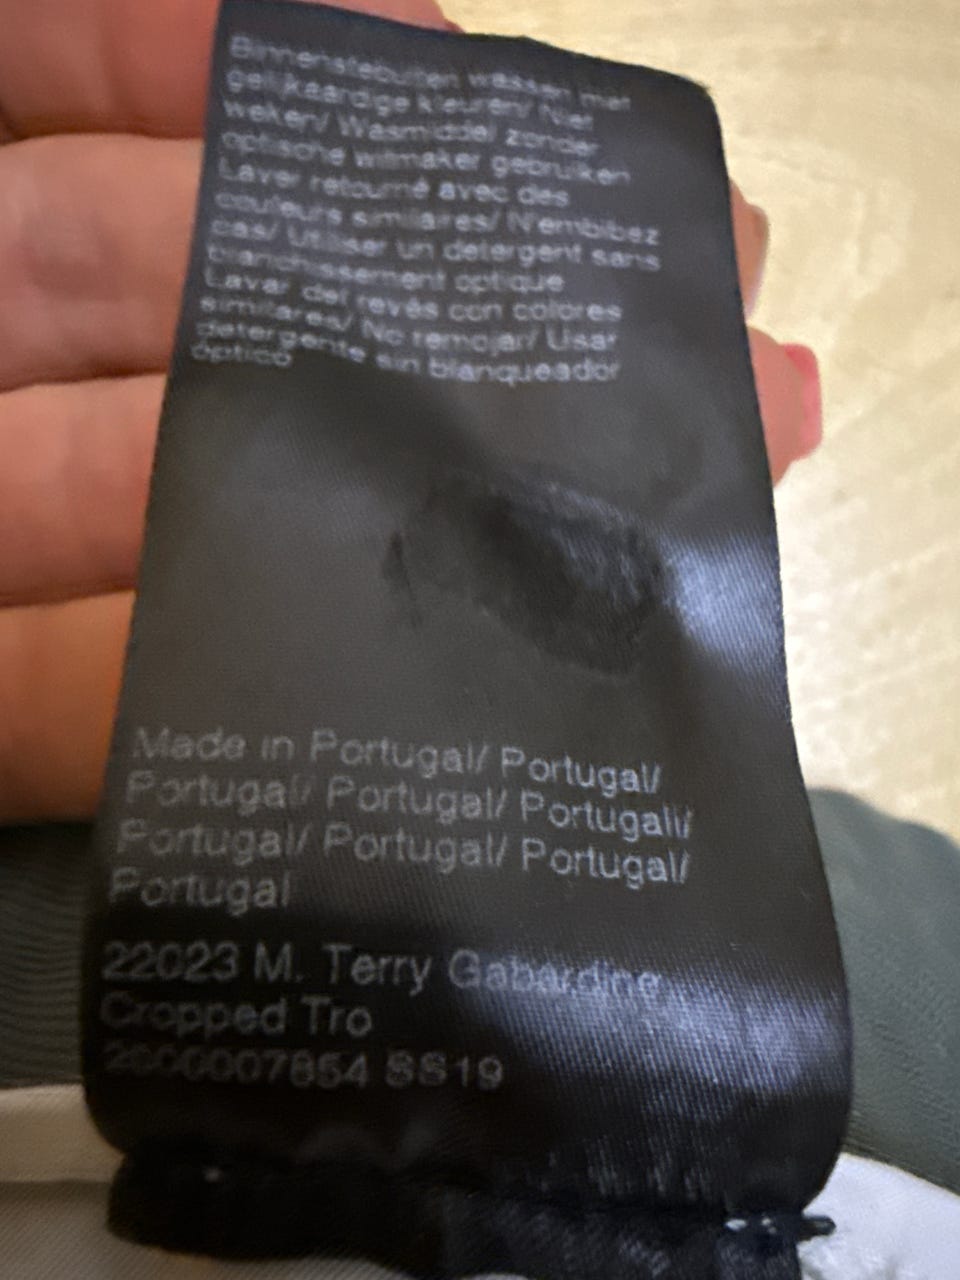 Binnenstebuiten wassen met
gelijkaardige kleuren/ Niet
weken/ Wasmiddel zonder
optische witmaker gebruiken
Laver retourné avec des
couleurs similaires/ N'embibez
pas/ Utiliser un détergent sans
blanchissement optique
Lavar del revés con colores
similares/ No remojar/ Usar
detergente sin blanqueador
óptico
Made in Portugal/ Portugal/
Portugal/ Portugal/ Portugali/
Portugal/ Portugal/ Portugal/
Portugal
22023 M. Terry Gabardine
Cropped Tro
2000007854 SS19